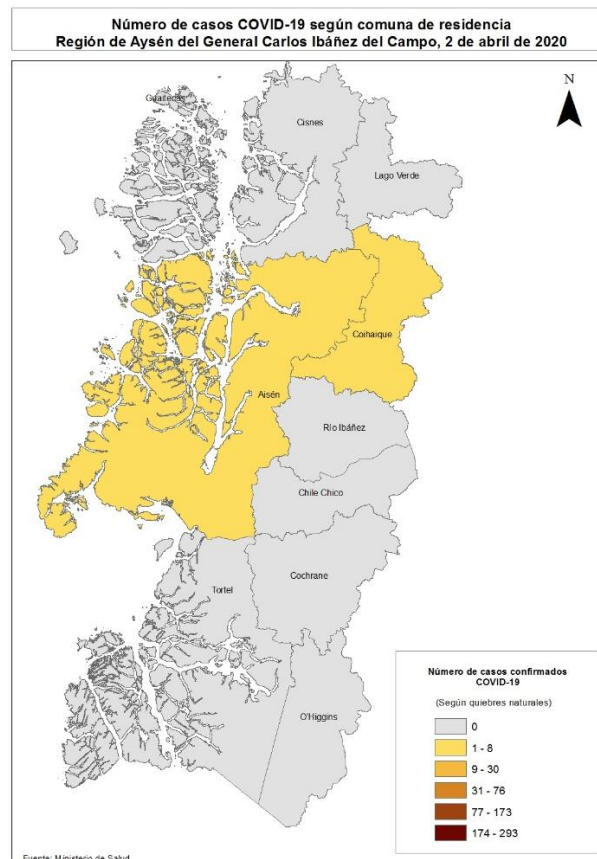 Número de casos COVID-19 según comuna de residencia
Región de Aysén del General Carlos Ibáñez del Campo, 2 de abril de 2020
N
Guaitecas
Cisnes
Lago Verde
Coihaique
Aisén
Río Ibáñez
Chile Chico
Cochrane
Tortel
O'Higgins
Número de casos confirmados
COVID-19
(Según quiebres naturales)
0
1 - 8
9 - 30
31 - 76
77 - 173
174 - 293
Fuente: Ministerio de Salud